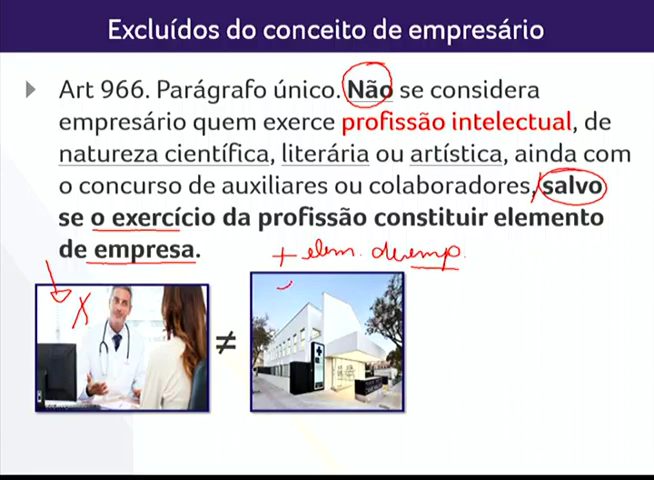 Excluídos do conceito de empresário
Art 966. Parágrafo único. Não se considera
empresário quem exerce profissão intelectual, de
natureza científica, literária ou artística, ainda com
o concurso de auxiliares ou colaboradores, salvo
se o exercício da profissão constituir elemento
de empresa.
+ elem. de emp.
X
≠